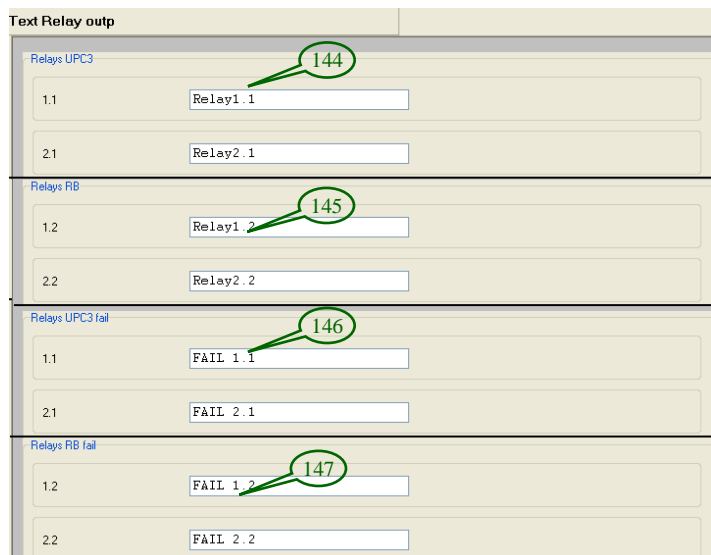 Text Relay outp
Relays UPC3
144
1.1 Relay1.1
2.1 Relay2.1
Relays RB
145
1.2 Relay1.2
2.2 Relay2.2
Relays UPC3 fail
146
1.1 FAIL 1.1
2.1 FAIL 2.1
Relays RB fail
147
1.2 FAIL 1.2
2.2 FAIL 2.2